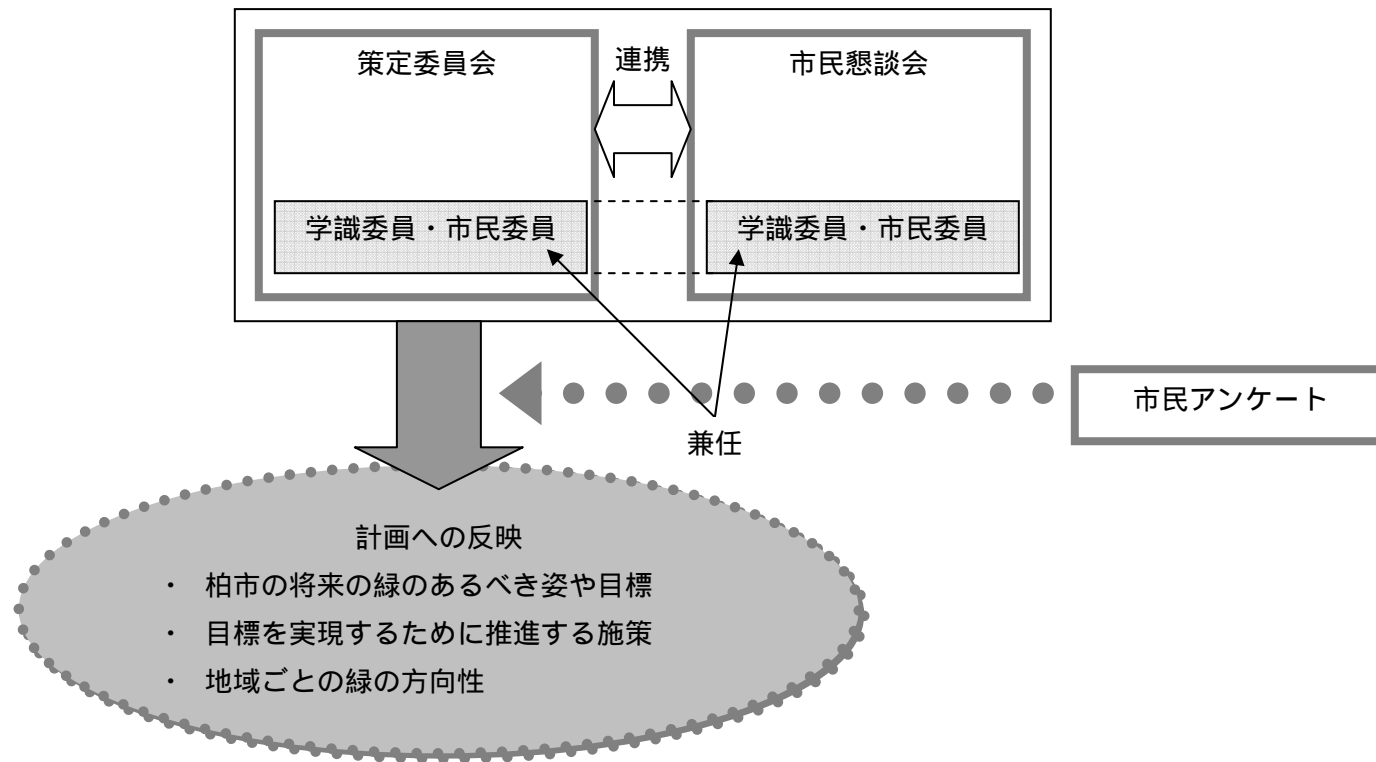 策定委員会
連携
市民懇談会
学識委員・市民委員
学識委員・市民委員
市民アンケート
兼任
計画への反映
・ 柏市の将来の緑のあるべき姿や目標
・ 目標を実現するために推進する施策
・ 地域ごとの緑の方向性